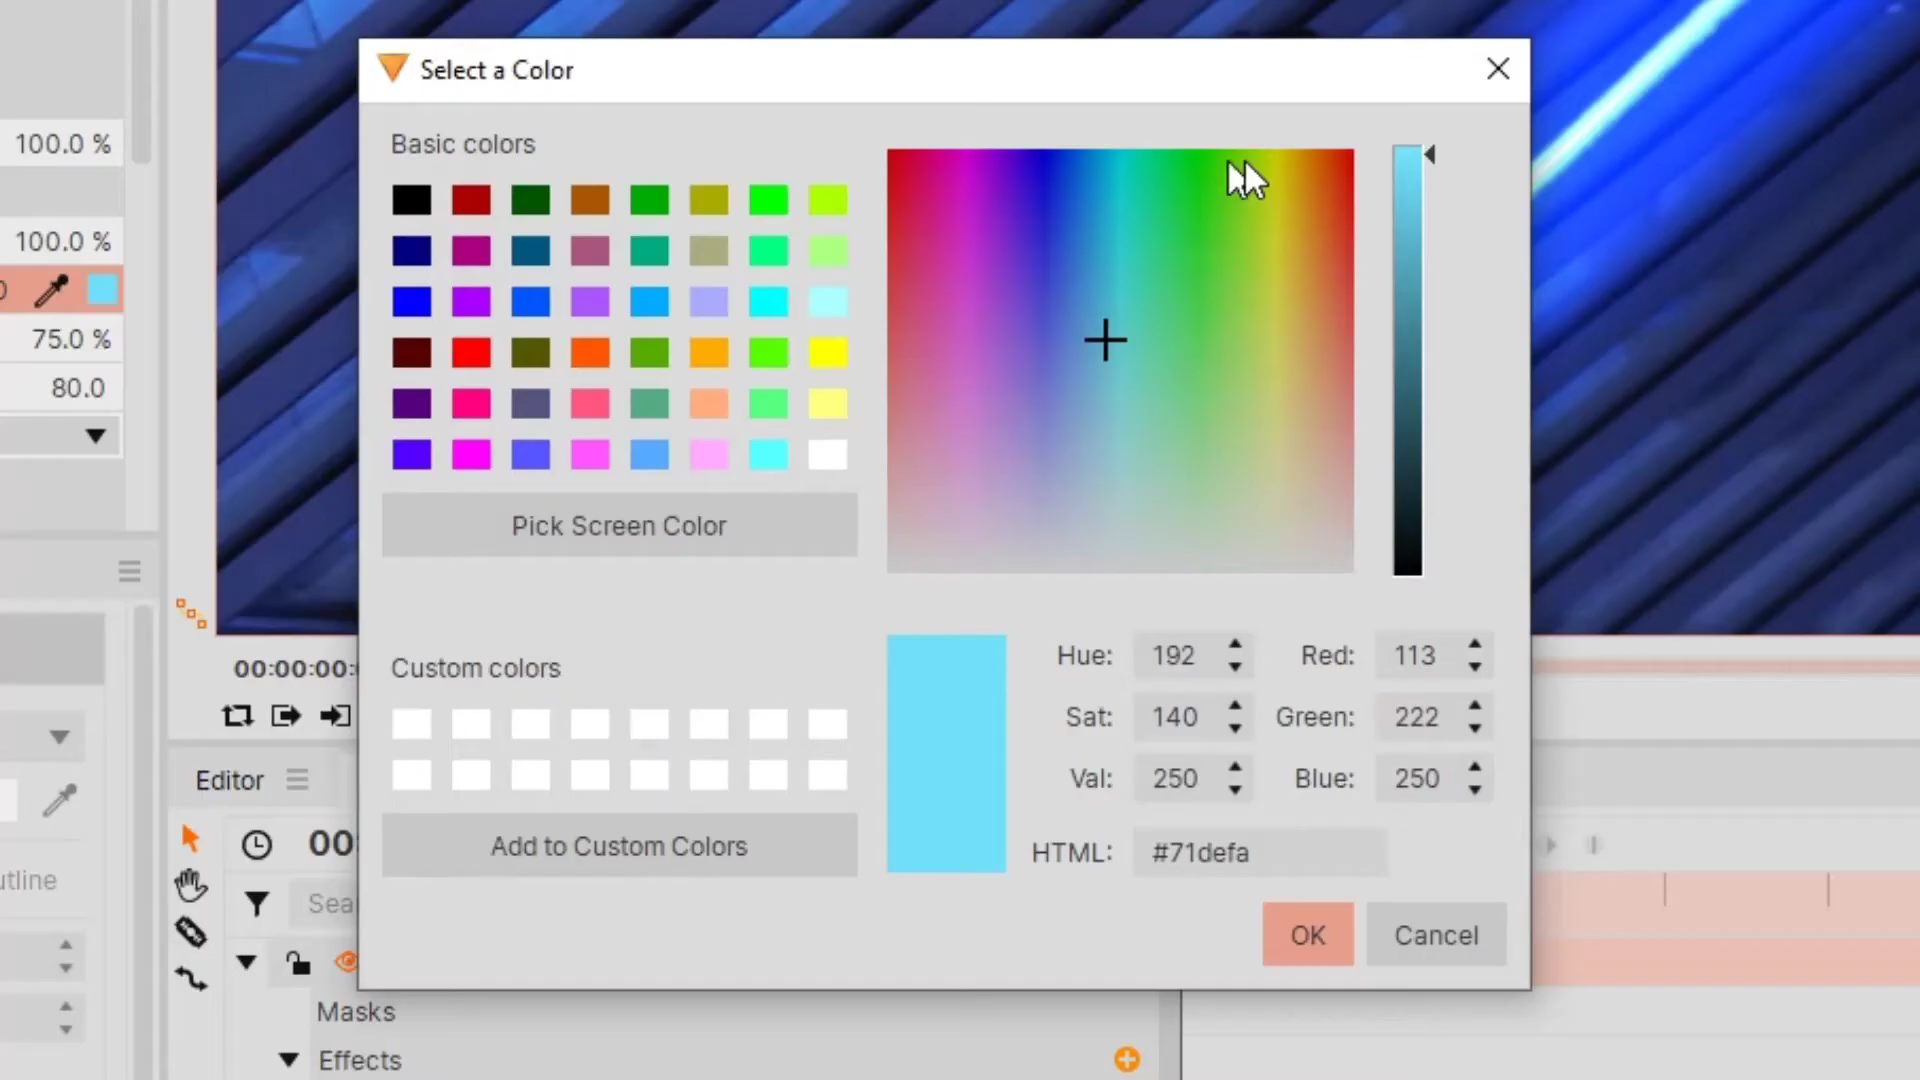 Select a Color
100.0 %
100.0 %
75.0 %
80.0
Basic colors
Pick Screen Color
Custom colors
Add to Custom Colors
Hue: 192 Red: 113
Sat: 140 Green: 222
Val: 250 Blue: 250
HTML: #71defa
OK Cancel
00:00:00:
Editor
00
Sea
utline
Masks
Effects